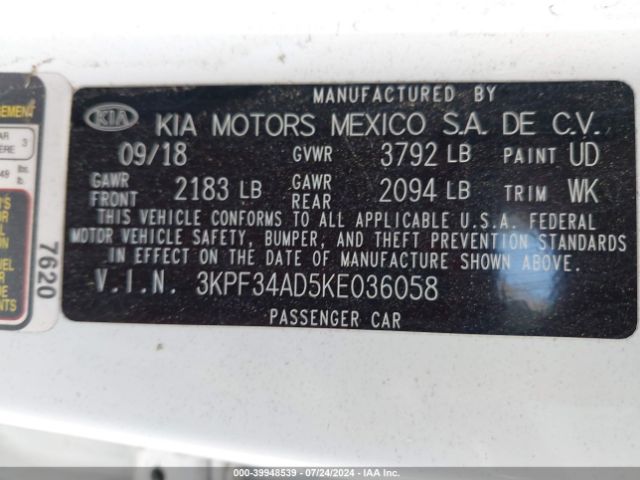 MANUFACTURED BY
KIA KIA MOTORS MEXICO S.A. DE C.V.
09/18 GVWR 3792 LB PAINT UD
GAWR FRONT 2183 LB GAWR REAR 2094 LB TRIM WK
THIS VEHICLE CONFORMS TO ALL APPLICABLE U.S.A. FEDERAL
MOTOR VEHICLE SAFETY, BUMPER, AND THEFT PREVENTION STANDARDS
IN EFFECT ON THE DATE OF MANUFACTURE SHOWN ABOVE.
V.I.N. 3KPF34AD5KE036058
PASSENGER CAR
7620
000-39948539 / 07/24/2024 / IAAI.COM